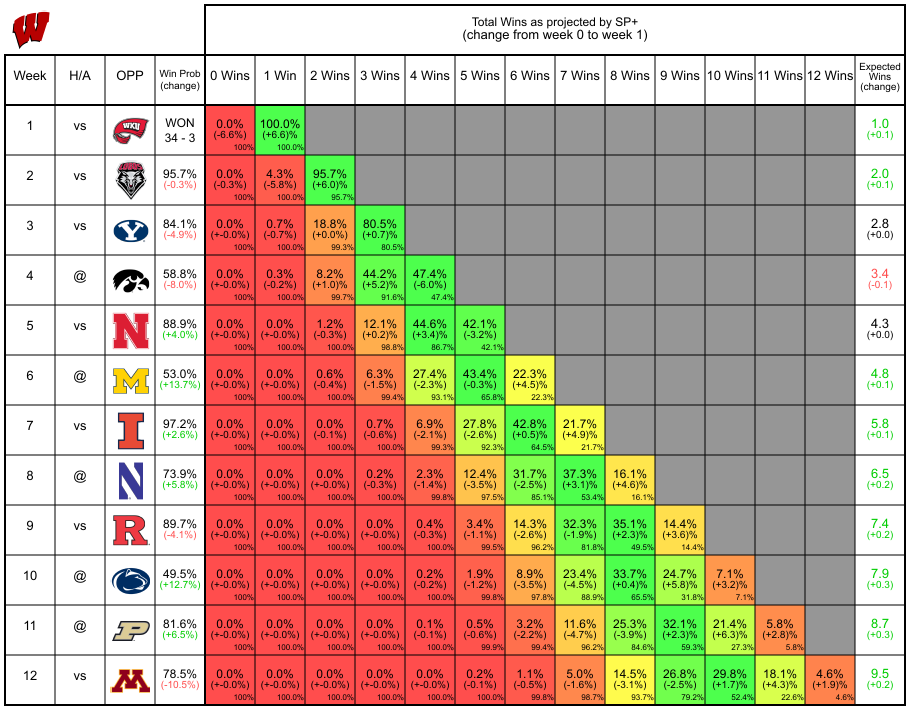 Total Wins as projected by SP+
(change from week 0 to week 1)
Week H/A OPP Win Prob (change) 0 Wins 1 Win 2 Wins 3 Wins 4 Wins 5 Wins 6 Wins 7 Wins 8 Wins 9 Wins 10 Wins 11 Wins 12 Wins Expected Wins (change)
1 vs WKU WON 0.0% 100.0% 1.0
34 - 3 (-6.6%) (+6.6)% (+0.1)
100% 100.0%
2 vs 95.7% 0.0% 4.3% 95.7% 2.0
(-0.3%) (-0.3%) (-5.8%) (+6.0)% (+0.1)
100% 100.0% 95.7%
3 vs Y 84.1% 0.0% 0.7% 18.8% 80.5% 2.8
(-4.9%) (+-0.0%) (-0.7%) (+0.0%) (+0.7)% (+0.0)
100% 100.0% 99.3% 80.5%
4 @ 58.8% 0.0% 0.3% 8.2% 44.2% 47.4% 3.4
(-8.0%) (+-0.0%) (-0.2%) (+1.0)% (+5.2)% (-6.0%) (-0.1)
100% 100.0% 99.7% 91.6% 47.4%
5 vs N 88.9% 0.0% 0.0% 1.2% 12.1% 44.6% 42.1% 4.3
(+4.0%) (+-0.0%) (+-0.0%) (-0.3%) (+0.2)% (+3.4)% (-3.2%) (+0.0)
100% 100.0% 100.0% 98.8% 86.7% 42.1%
6 @ M 53.0% 0.0% 0.0% 0.6% 6.3% 27.4% 43.4% 22.3% 4.8
(+13.7%) (+-0.0%) (+-0.0%) (-0.4%) (-1.5%) (-2.3%) (-0.3%) (+4.5)% (+0.1)
100% 100.0% 100.0% 99.4% 93.1% 65.8% 22.3%
7 vs I 97.2% 0.0% 0.0% 0.0% 0.7% 6.9% 27.8% 42.8% 21.7% 5.8
(+2.6%) (+-0.0%) (+-0.0%) (-0.1%) (-0.6%) (-2.1%) (-2.6%) (+0.5)% (+4.9)% (+0.1)
100% 100.0% 100.0% 100.0% 99.3% 92.3% 64.5% 21.7%
8 @ N 73.9% 0.0% 0.0% 0.0% 0.2% 2.3% 12.4% 31.7% 37.3% 16.1% 6.5
(+5.8%) (+-0.0%) (+-0.0%) (+-0.0%) (-0.3%) (-1.4%) (-3.5%) (-2.5%) (+3.1)% (+4.6)% (+0.2)
100% 100.0% 100.0% 100.0% 99.8% 97.5% 85.1% 53.4% 16.1%
9 vs R 89.7% 0.0% 0.0% 0.0% 0.0% 0.4% 3.4% 14.3% 32.3% 35.1% 14.4% 7.4
(-4.1%) (+-0.0%) (+-0.0%) (+-0.0%) (+-0.0%) (-0.3%) (-1.1%) (-2.6%) (-1.9%) (+2.3)% (+3.6)% (+0.2)
100% 100.0% 100.0% 100.0% 100.0% 99.5% 96.2% 81.8% 49.5% 14.4%
10 @ 49.5% 0.0% 0.0% 0.0% 0.0% 0.2% 1.9% 8.9% 23.4% 33.7% 24.7% 7.1% 7.9
(+12.7%) (+-0.0%) (+-0.0%) (+-0.0%) (+-0.0%) (-0.2%) (-1.2%) (-3.5%) (-4.5%) (+0.4)% (+5.8)% (+3.2)% (+0.3)
100% 100.0% 100.0% 100.0% 100.0% 99.8% 97.8% 88.9% 65.5% 31.8% 7.1%
11 @ P 81.6% 0.0% 0.0% 0.0% 0.0% 0.1% 0.5% 3.2% 11.6% 25.3% 32.1% 21.4% 5.8% 8.7
(+6.5%) (+-0.0%) (+-0.0%) (+-0.0%) (+-0.0%) (-0.1%) (-0.6%) (-2.2%) (-4.7%) (-3.9%) (+2.3)% (+6.3)% (+2.8)% (+0.3)
100% 100.0% 100.0% 100.0% 100.0% 99.9% 99.4% 96.2% 84.6% 59.3% 27.3% 5.8%
12 vs M 78.5% 0.0% 0.0% 0.0% 0.0% 0.0% 0.2% 1.1% 5.0% 14.5% 26.8% 29.8% 18.1% 4.6% 9.5
(-10.5%) (+-0.0%) (+-0.0%) (+-0.0%) (+-0.0%) (+-0.0%) (-0.1%) (-0.5%) (-1.6%) (-3.1%) (-2.5%) (+1.7)% (+4.3)% (+1.9)% (+0.2)
100% 100.0% 100.0% 100.0% 100.0% 100.0% 99.8% 98.7% 93.7% 79.2% 52.4% 22.6% 4.6%